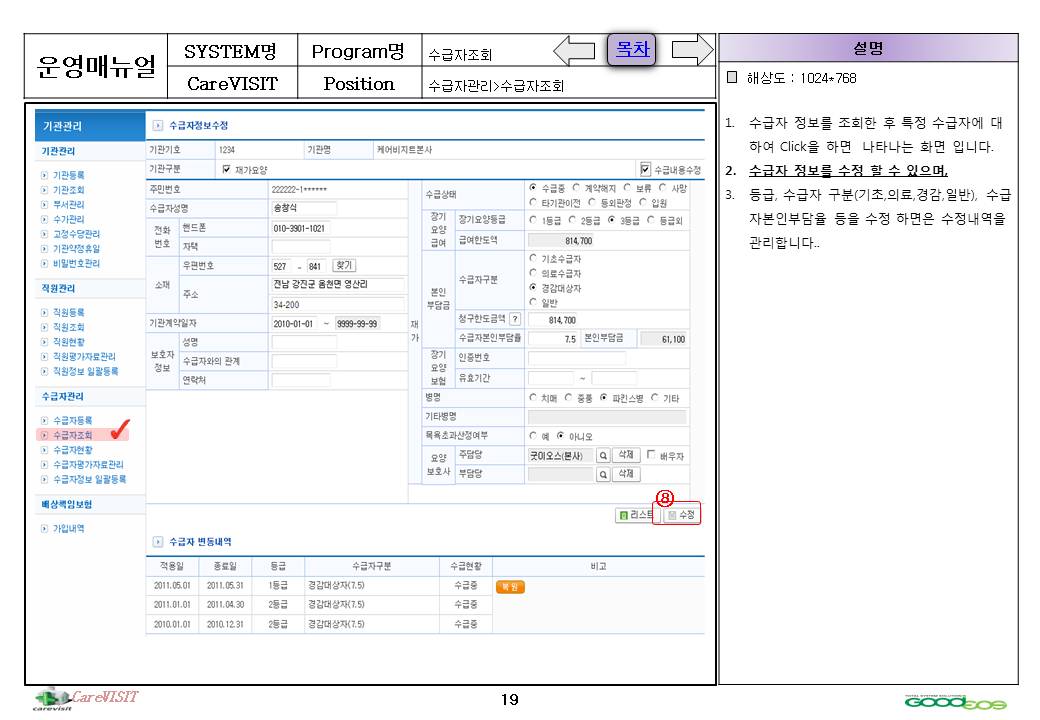 운영매뉴얼
SYSTEM명 Program명 수급자조회 목차
CareVISIT Position 수급자관리>수급자조회
설명
해상도 : 1024*768
1. 수급자 정보를 조회한 후 특정 수급자에 대
하여 Click을 하면 나타나는 화면 입니다.
2. 수급자 정보를 수정 할 수 있으며,
3. 등급, 수급자 구분(기초,의료,경감,일반), 수급
자본인부담율 등을 수정 하면은 수정내역을
관리합니다..
기관관리
기관관리
기관등록
기관조회
부서관리
수가관리
고정수당관리
기관약정휴일
비밀번호관리
직원관리
직원등록
직원조회
직원현황
직원평가자료관리
직원정보 일괄등록
수급자관리
수급자등록
수급자조회
수급자현황
수급자평가자료관리
수급자정보 일괄등록
배상책임보험
가입내역
수급자정보수정
기관기호 1234 기관명 케어비지트본사
기관구분 재가요양 수급내용수정
주민번호 222222-1******
수급자성명 송창식
전화번호 핸드폰 010-3901-1021
자택
소재 우편번호 527 - 841 찾기
주소 전남 강진군 옴천면 영산리
34-200
기관계약일자 2010-01-01 ~ 9999-99-99
보호자정보 성명
수급자와의 관계
연락처
재가
수급상태 수급중 계약해지 보류 사망
타기관이전 등외판정 입원
장기요양급여 장기요양등급 1등급 2등급 3등급 등급외
급여한도액 814,700
본인부담금 수급자구분 기초수급자
의료수급자
경감대상자
일반
청구한도금액 ? 814,700
수급자본인부담률 7.5 본인부담금 61,100
장기요양보험 인증번호
유효기간 ~
병명 치매 중풍 파킨스병 기타
기타병명
목욕초과산정여부 예 아니오
요양보호사 주담당 굿이오스(본사) 삭제 배우자
부담당 삭제
⑧
리스트 수정
수급자 변동내역
적용일 종료일 등급 수급자구분 수급현황 비고
2011.05.01 2011.05.31 1등급 경감대상자(7.5) 수급중 복원
2011.01.01 2011.04.30 2등급 경감대상자(7.5) 수급중
2010.01.01 2010.12.31 2등급 경감대상자(7.5) 수급중
carevisit CareVISIT
19
TOTAL SYSTEM SOLUTIONS
GOODEOS